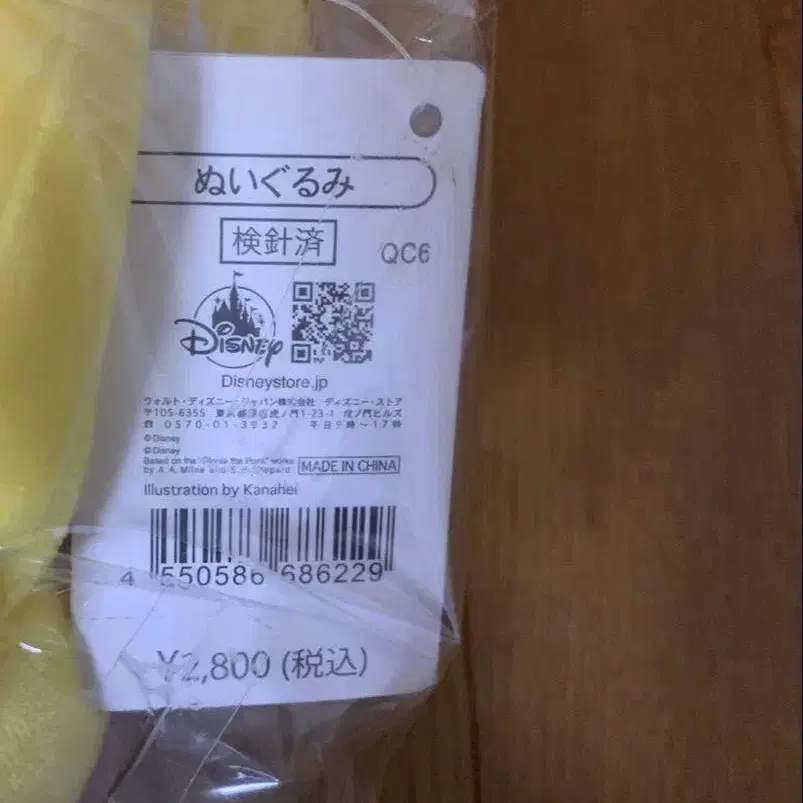 ぬいぐるみ
検針済
QC6
Disney
Disneystore.jp
ウォルト・ディズニー・ジャパン株式会社 ディズニー・ストア
〒105-6355 東京都港区虎ノ門1-23-1 虎ノ門ヒルズ
☎ 0570-01-3932 平日9時～17時
©Disney
©Disney
Based on the "Winnie the Pooh" works
by A. A. Milne and E. H. Shepard
MADE IN CHINA
Illustration by Kanahei
4 550586 686229
¥2,800 (税込)